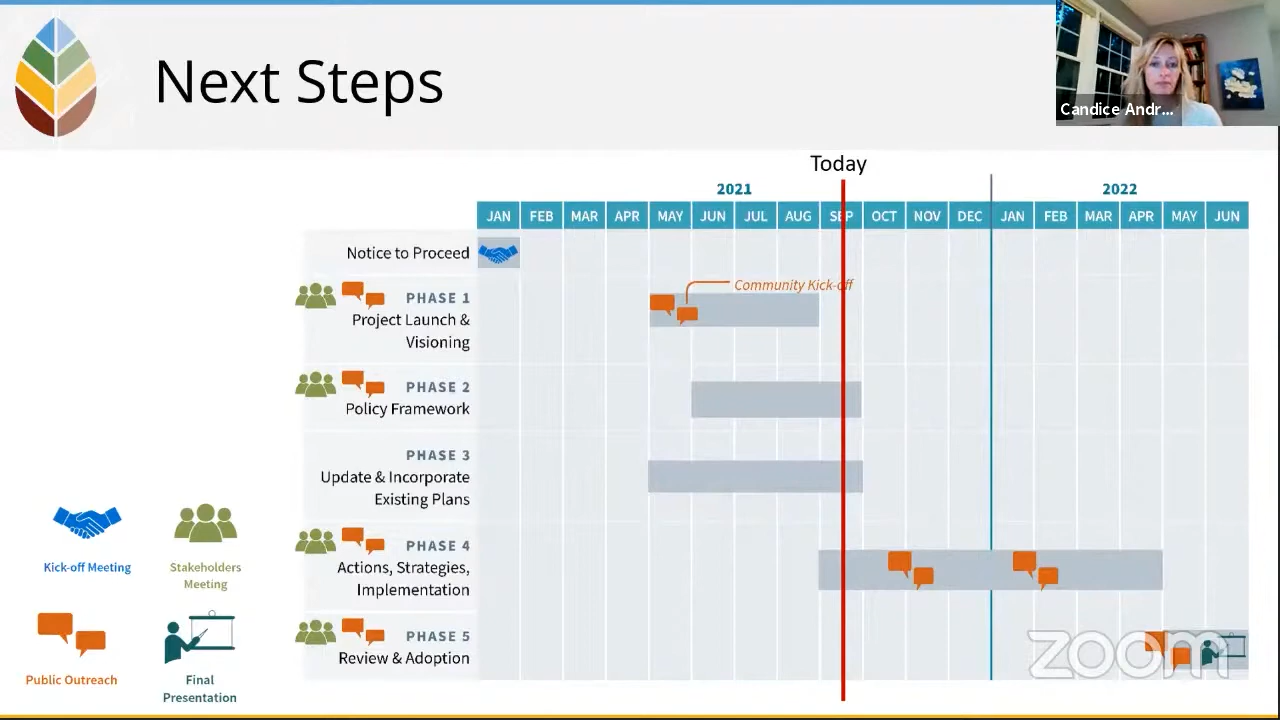 Next Steps
Candice Andr...
Today
2021
2022
JAN FEB MAR APR MAY JUN JUL AUG SEP OCT NOV DEC JAN FEB MAR APR MAY JUN
Notice to Proceed
Community Kick-off
PHASE 1
Project Launch &
Visioning
PHASE 2
Policy Framework
PHASE 3
Update & Incorporate
Existing Plans
PHASE 4
Actions, Strategies,
Implementation
PHASE 5
Review & Adoption
Kick-off Meeting
Stakeholders
Meeting
Public Outreach
Final
Presentation
zoom